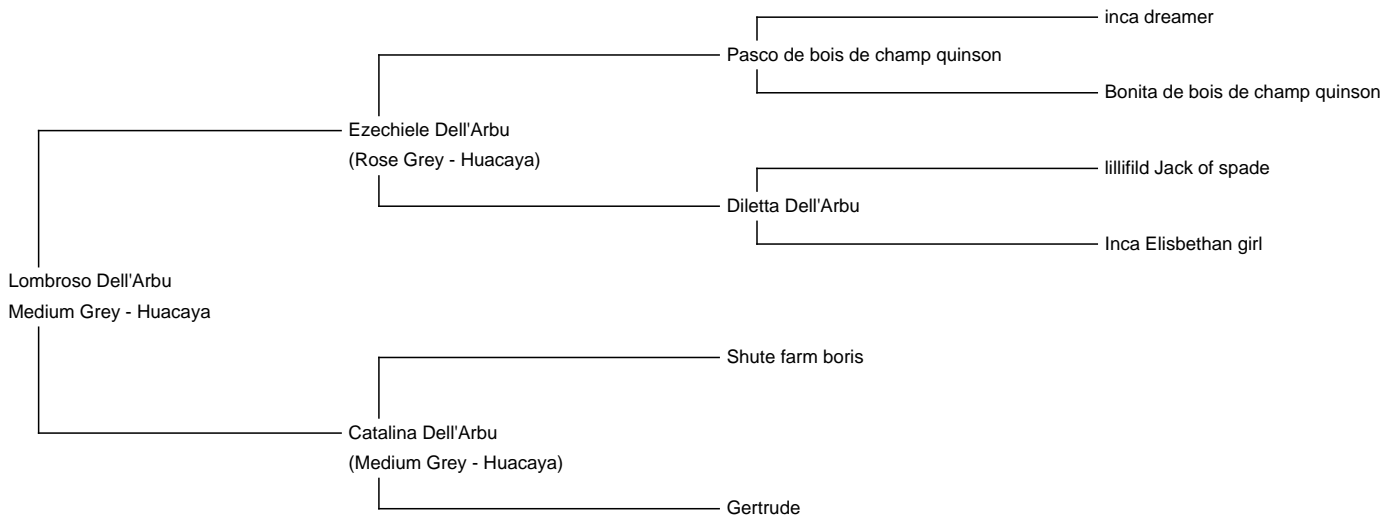 inca dreamer
Pasco de bois de champ quinson
Bonita de bois de champ quinson
Ezechiele Dell'Arbu
(Rose Grey - Huacaya)
lillifild Jack of spade
Diletta Dell'Arbu
Inca Elisbethan girl
Lombroso Dell'Arbu
Medium Grey - Huacaya
Shute farm boris
Catalina Dell'Arbu
(Medium Grey - Huacaya)
Gertrude